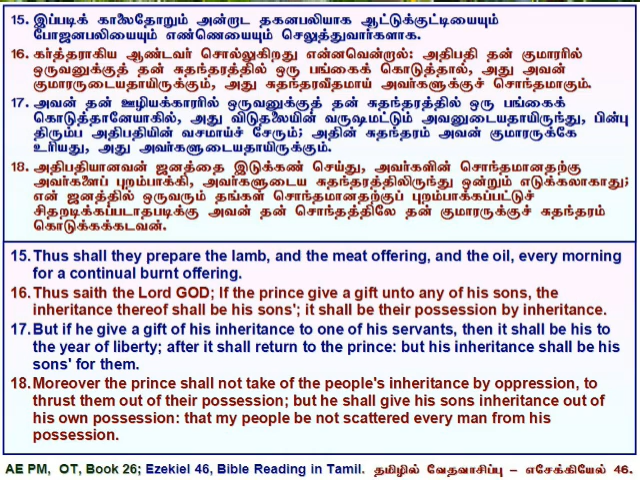 15. இப்படிக் காலைதோறும் அன்றாட தகனபலியாக ஆட்டுக்குட்டியையும்
போஜனபலியையும் எண்ணெயையும் செலுத்துவார்களாக.
16. கர்த்தராகிய ஆண்டவர் சொல்லுகிறது என்னவென்றல்: அதிபதி தன் குமாரரில்
ஒருவனுக்குத் தன் சுதந்தரத்தில் ஒரு பங்கைக் கொடுத்தால், அது அவன்
குமாரருடையதாயிருக்கும், அது சுதந்தரவீதமாய் அவர்களுக்குச் சொந்தமாகும்.
17. அவன் தன் ஊழியக்காரரில் ஒருவனுக்குத் தன் சுதந்தரத்தில் ஒரு பங்கைக்
கொடுத்தானேயாகில், அது விடுதலையின் வருஷமட்டும் அவனுடையதாயிருந்து, பின்பு
திரும்ப அதிபதியின் வசமாய்ச் சேரும்; அதின் சுதந்தரம் அவன் குமாரருக்கே
உரியது, அது அவர்களுடையதாயிருக்கும்.
18. அதிபதியானவன் ஜனத்தை இடுக்கண் செய்து, அவர்களின் சொந்தமானதற்கு
அவர்களைப் புறம்பாக்கி, அவர்களுடைய சுதந்தரத்திலிருந்து ஒன்றும் எடுக்கலாகாது;
என் ஜனத்தில் ஒருவரும் தங்கள் சொந்தமானதற்குப் புறம்பாக்கப்பட்டுச்
சிதறடிக்கப்படாதபடிக்கு அவன் தன் சொந்தத்திலே தன் குமாரருக்குச் சுதந்தரம்
கொடுக்கக்கடவன்.
15. Thus shall they prepare the lamb, and the meat offering, and the oil, every morning
for a continual burnt offering.
16. Thus saith the Lord GOD; If the prince give a gift unto any of his sons, the
inheritance thereof shall be his sons'; it shall be their possession by inheritance.
17. But if he give a gift of his inheritance to one of his servants, then it shall be his to
the year of liberty; after it shall return to the prince: but his inheritance shall be his
sons' for them.
18. Moreover the prince shall not take of the people's inheritance by oppression, to
thrust them out of their possession; but he shall give his sons inheritance out of
his own possession: that my people be not scattered every man from his
possession.
AE PM, OT, Book 26; Ezekiel 46, Bible Reading in Tamil. தமிழில் வேதவாசிப்பு – எசேக்கியேல் 46.